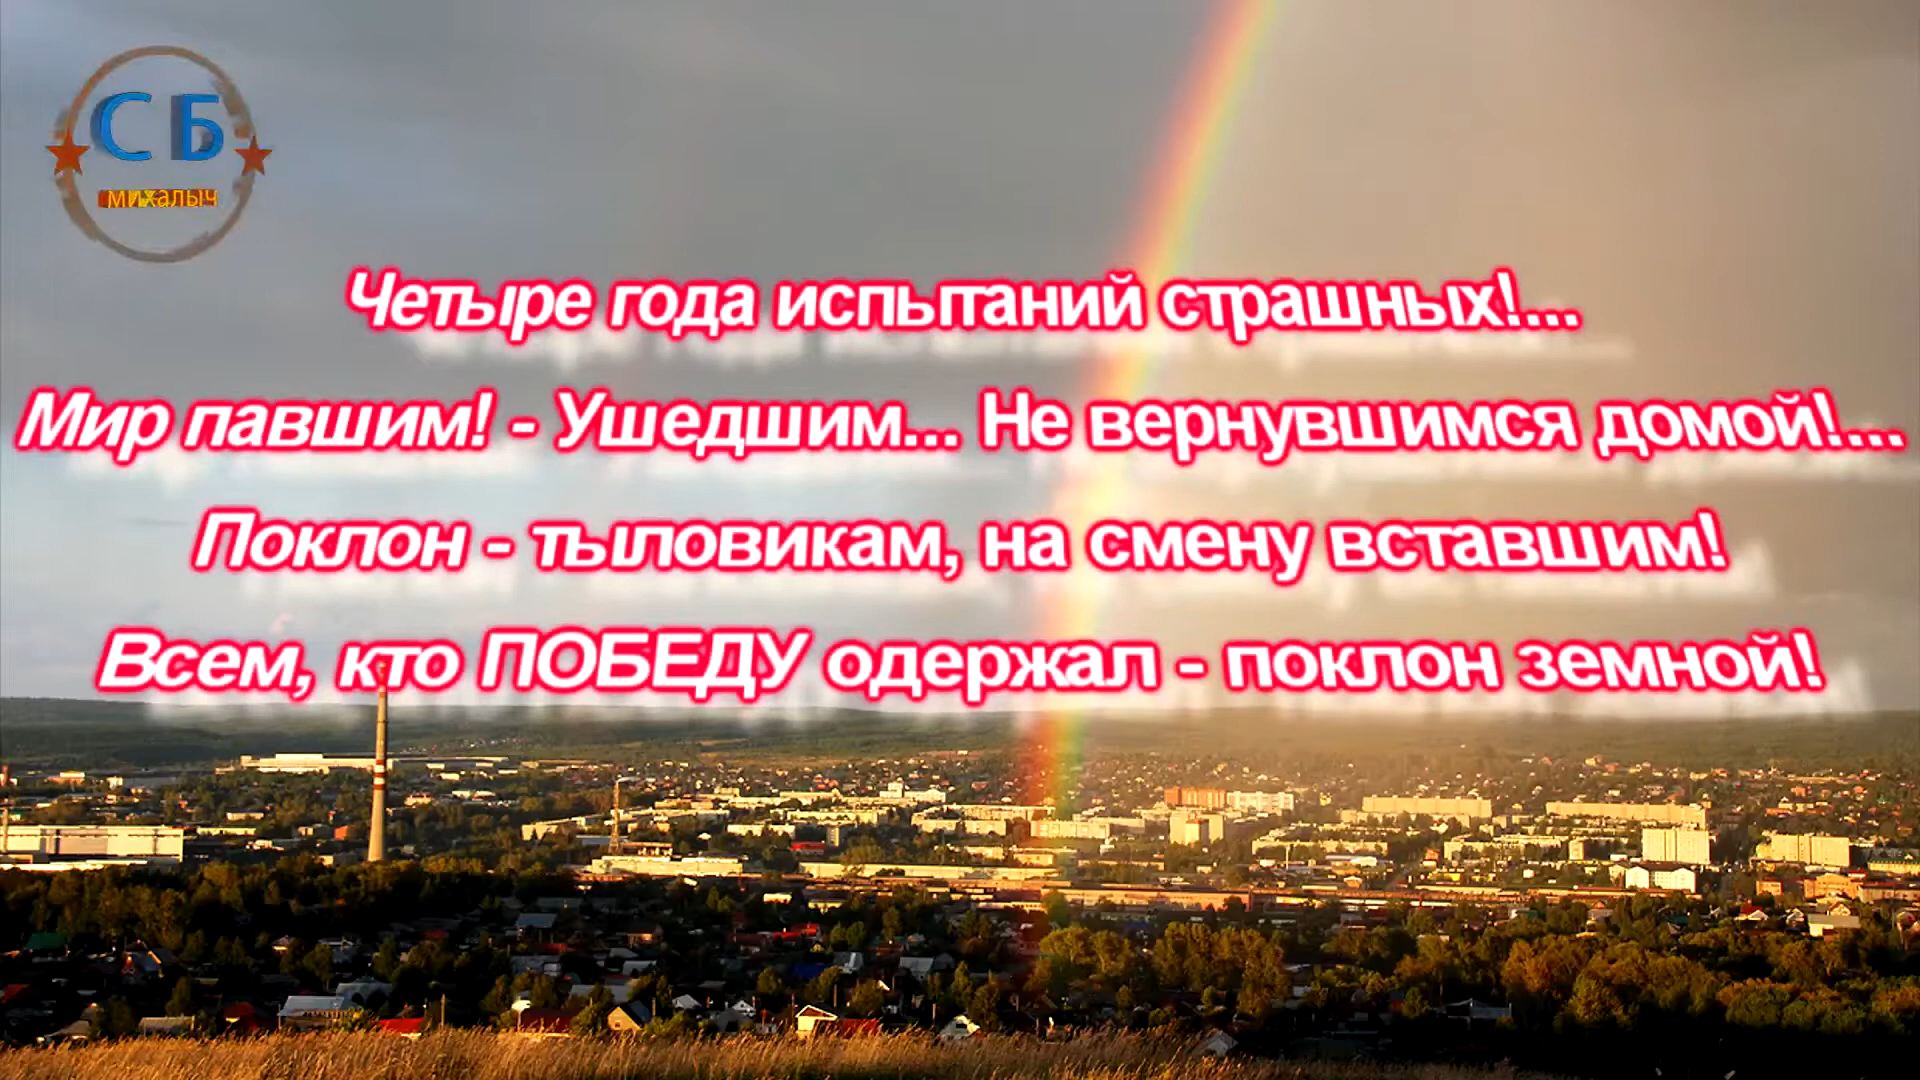 С Б
михалыч
Четыре года испытаний страшных!...
Мир павшим! - Ушедшим... Не вернувшимся домой!...
Поклон - тыловикам, на смену вставшим!
Всем, кто ПОБЕДУ одержал - поклон земной!